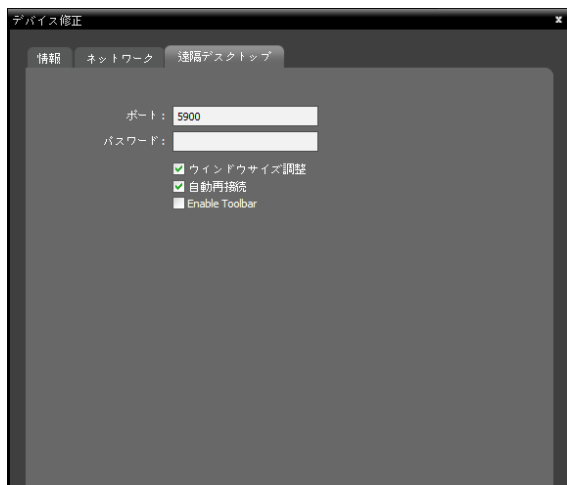 デバイス修正 x
情報 ネットワーク 遠隔デスクトップ
ポート： 5900
パスワード：
ウインドウサイズ調整
自動再接続
Enable Toolbar